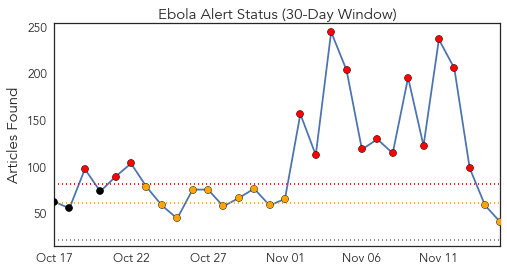 Ebola Alert Status (30-Day Window)
Articles Found
250
200
150
100
50
Oct 17
Oct 22
Oct 27
Nov 01
Nov 06
Nov 11